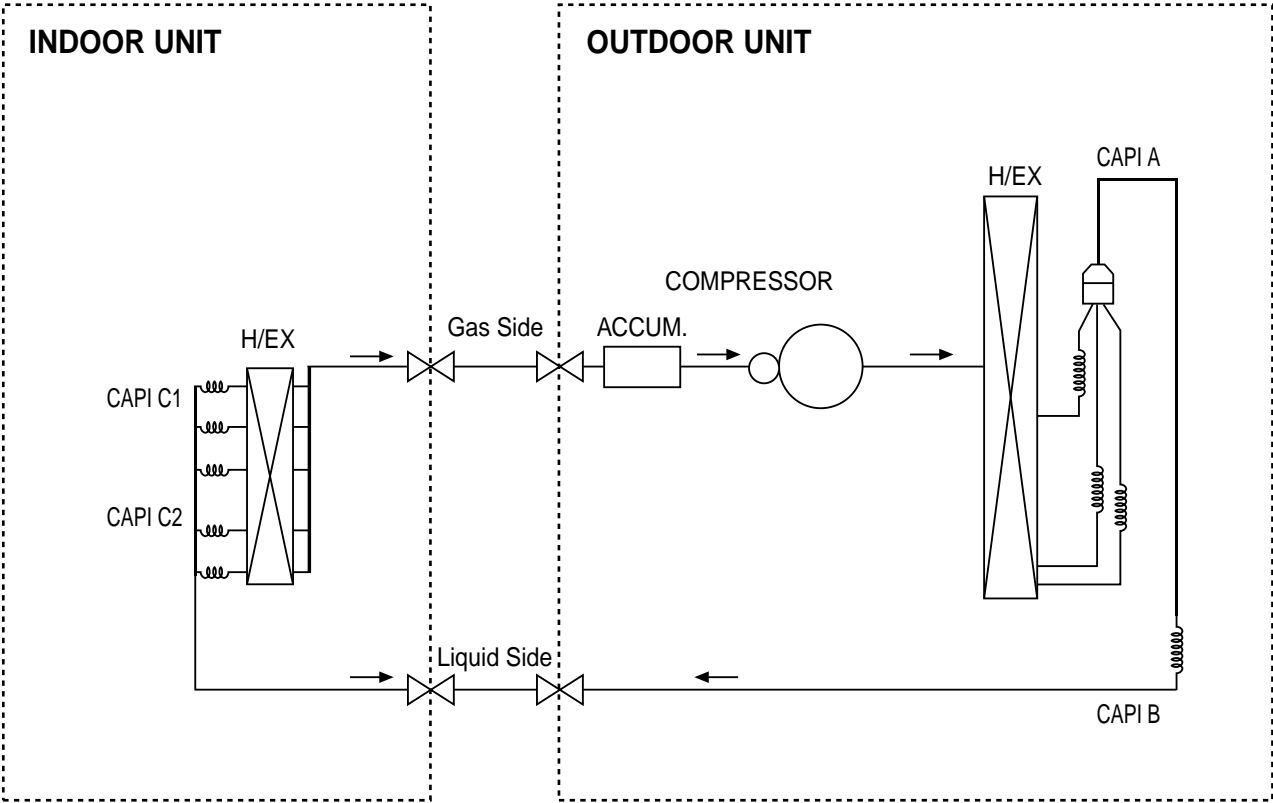 INDOOR UNIT
OUTDOOR UNIT
CAPI A
H/EX
COMPRESSOR
Gas Side
ACCUM.
H/EX
CAPI C1
CAPI C2
Liquid Side
CAPI B